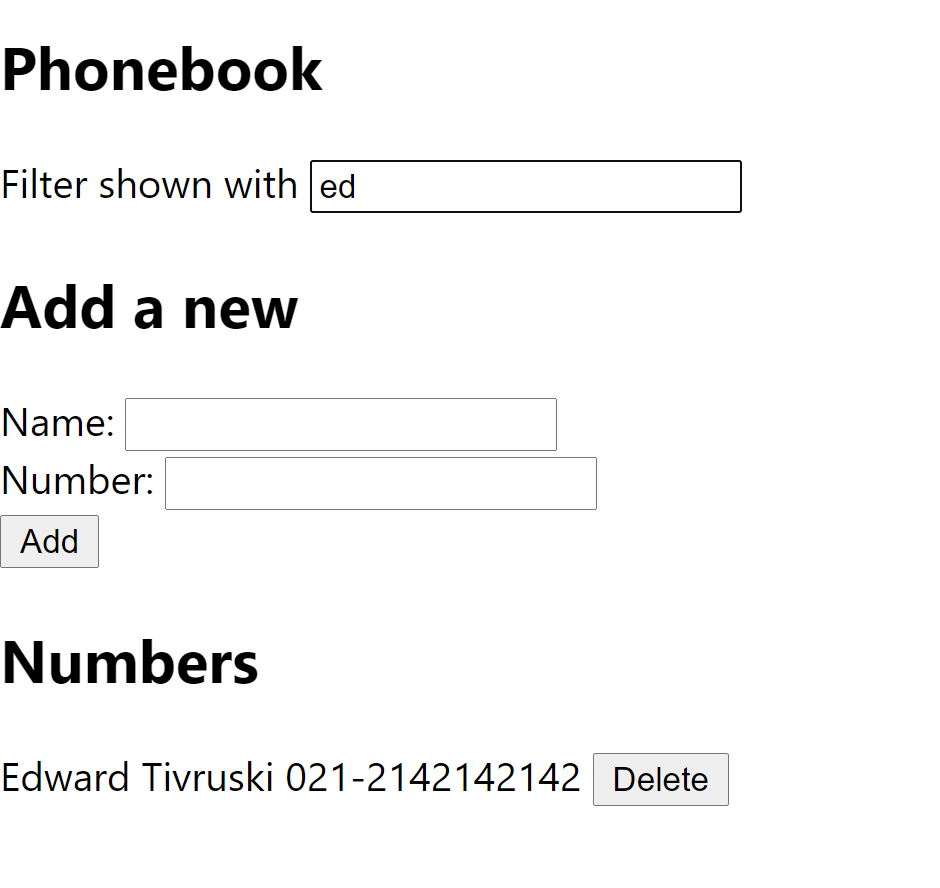 Phonebook
Filter shown with ed
Add a new
Name:
Number:
Add
Numbers
Edward Tivruski 021-2142142142 Delete